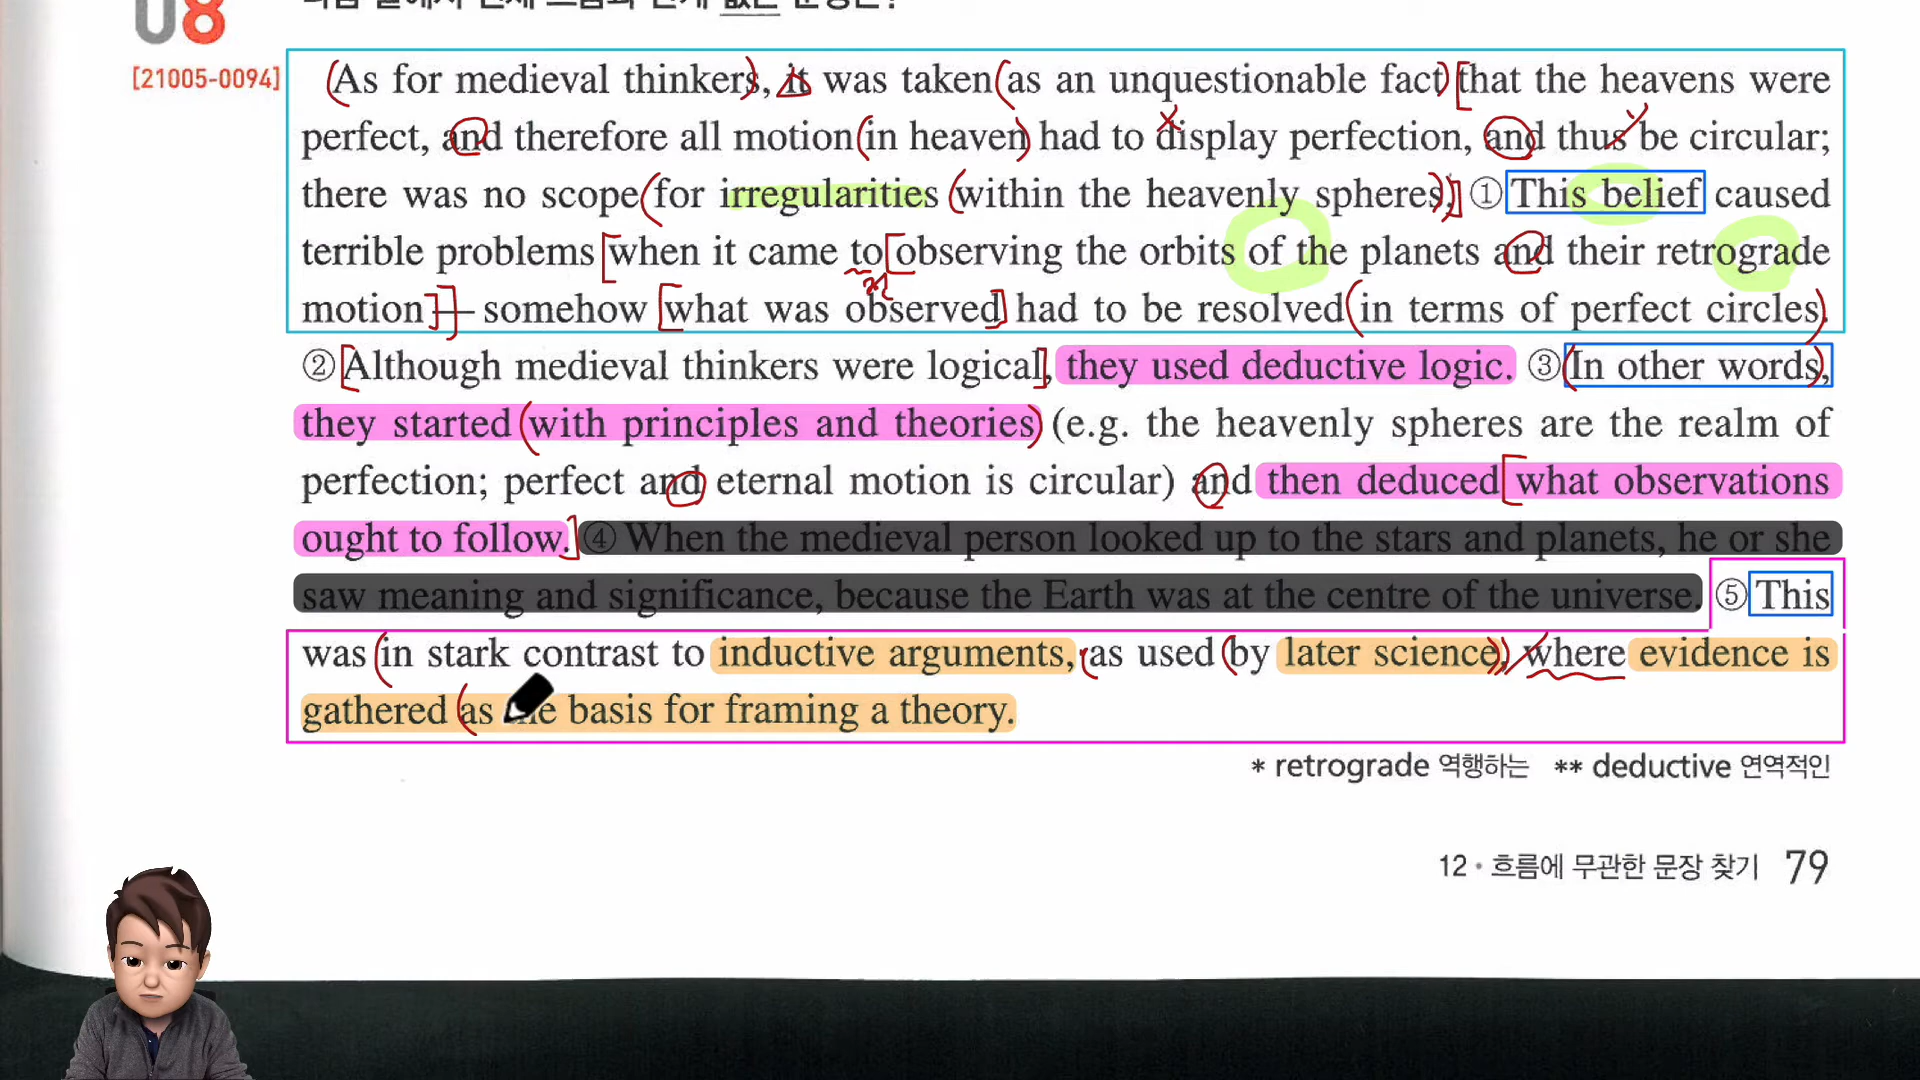 08
[21005-0094]
As for medieval thinkers, it was taken as an unquestionable fact that the heavens were
perfect, and therefore all motion in heaven had to display perfection, and thus be circular;
there was no scope for irregularities within the heavenly spheres. ① This belief caused
terrible problems when it came to observing the orbits of the planets and their retrograde
motion — somehow what was observed had to be resolved in terms of perfect circles.
② Although medieval thinkers were logical, they used deductive logic. ③ In other words,
they started with principles and theories (e.g. the heavenly spheres are the realm of
perfection; perfect and eternal motion is circular) and then deduced what observations
ought to follow. ④ When the medieval person looked up to the stars and planets, he or she
saw meaning and significance, because the Earth was at the centre of the universe. ⑤ This
was in stark contrast to inductive arguments, as used by later science, where evidence is
gathered as the basis for framing a theory.
* retrograde 역행하는 ** deductive 연역적인
12 • 흐름에 무관한 문장 찾기 79